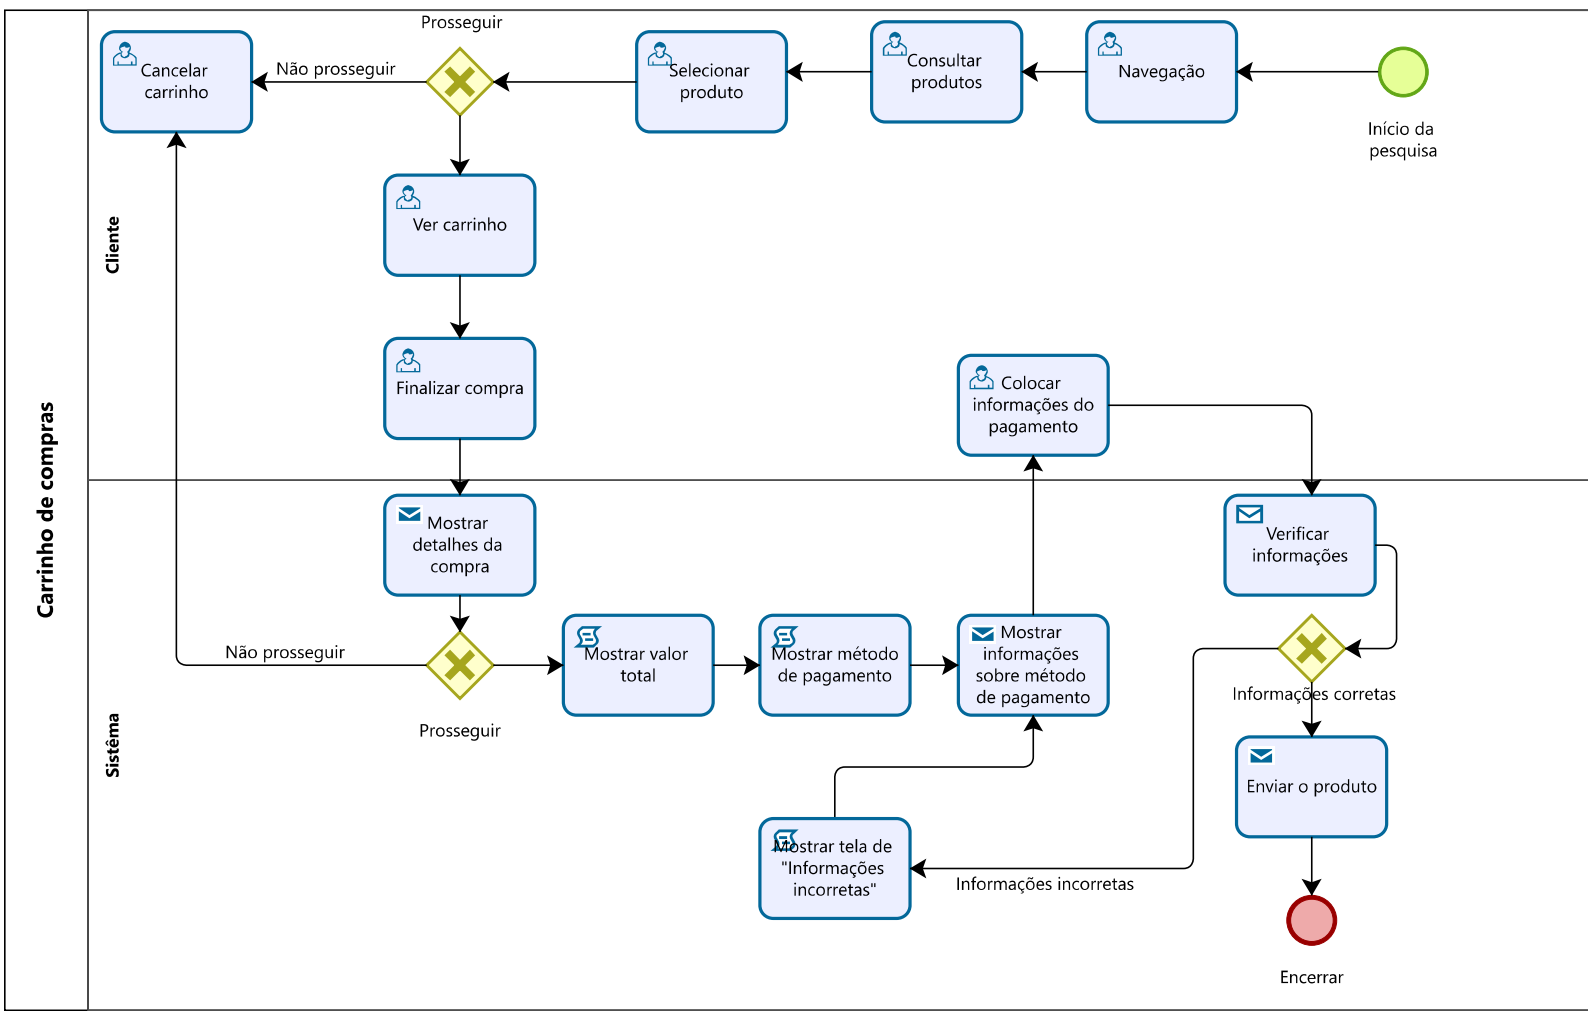 Carrinho de compras
Cliente
Sistêma
Prosseguir
Cancelar
carrinho
Não prosseguir
Selecionar
produto
Consultar
produtos
Navegação
Início da
pesquisa
Ver carrinho
Finalizar compra
Colocar
informações do
pagamento
Mostrar
detalhes da
compra
Verificar
informações
Não prosseguir
Prosseguir
Mostrar valor
total
Mostrar método
de pagamento
Mostrar
informações
sobre método
de pagamento
Informações corretas
Enviar o produto
Mostrar tela de
"Informações
incorretas"
Informações incorretas
Encerrar